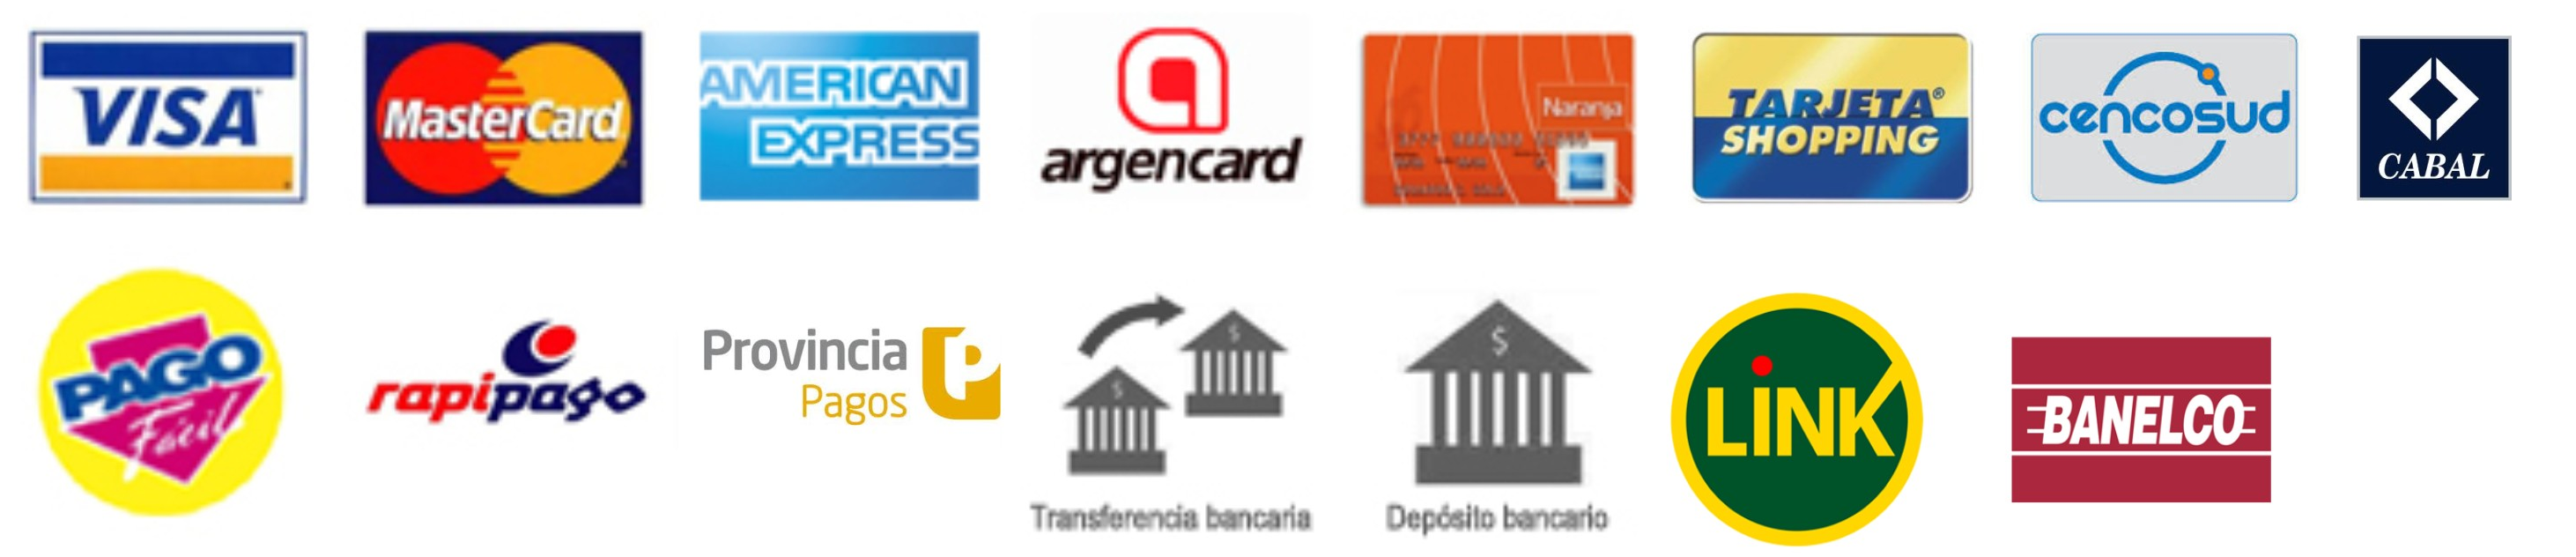 VISA
MasterCard
AMERICAN
EXPRESS
argencard
Naranja
TARJETA®
SHOPPING
cencosud
CABAL
PAGO
Fácil
rapipago
Provincia
Pagos
$
$
Transferencia bancaria
$
Depósito bancario
LINK
BANELCO